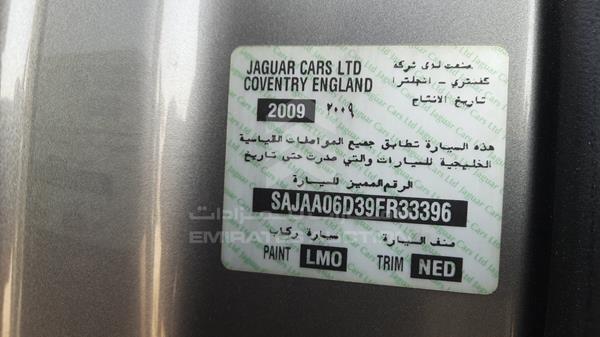 JAGUAR CARS LTD صنعت لدى شركة
COVENTRY ENGLAND كفنتري - انجلترا
2009 ٢٠٠٩ تاريخ الانتاج
هذه السيارة تطابق جميع المواصفات القياسية
الخليجية للسيارات والتي صدرت حتى تاريخ
الرقم المميز للسيارة
SAJAA06D39FR33396
سيارة ركاب صنف السيارة
PAINT LMO TRIM NED
EMIRATES AUCTION